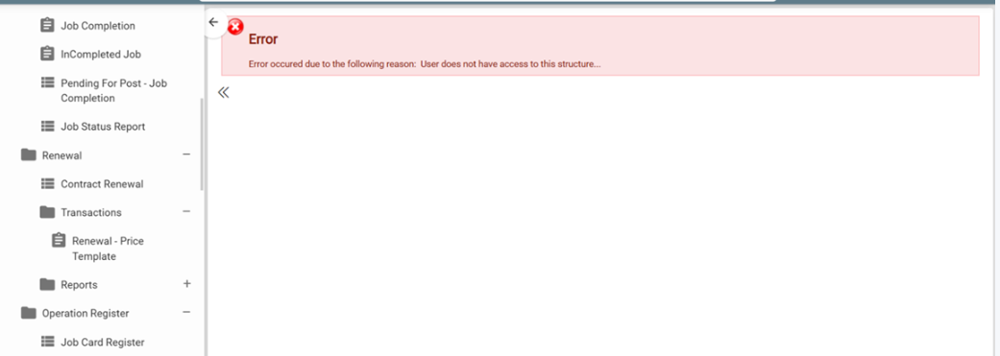 Job Completion
InCompleted Job
Pending For Post - Job
Completion
Job Status Report
Renewal
Contract Renewal
Transactions
Renewal - Price
Template
Reports
Operation Register
Job Card Register
Error
Error occured due to the following reason: User does not have access to this structure...